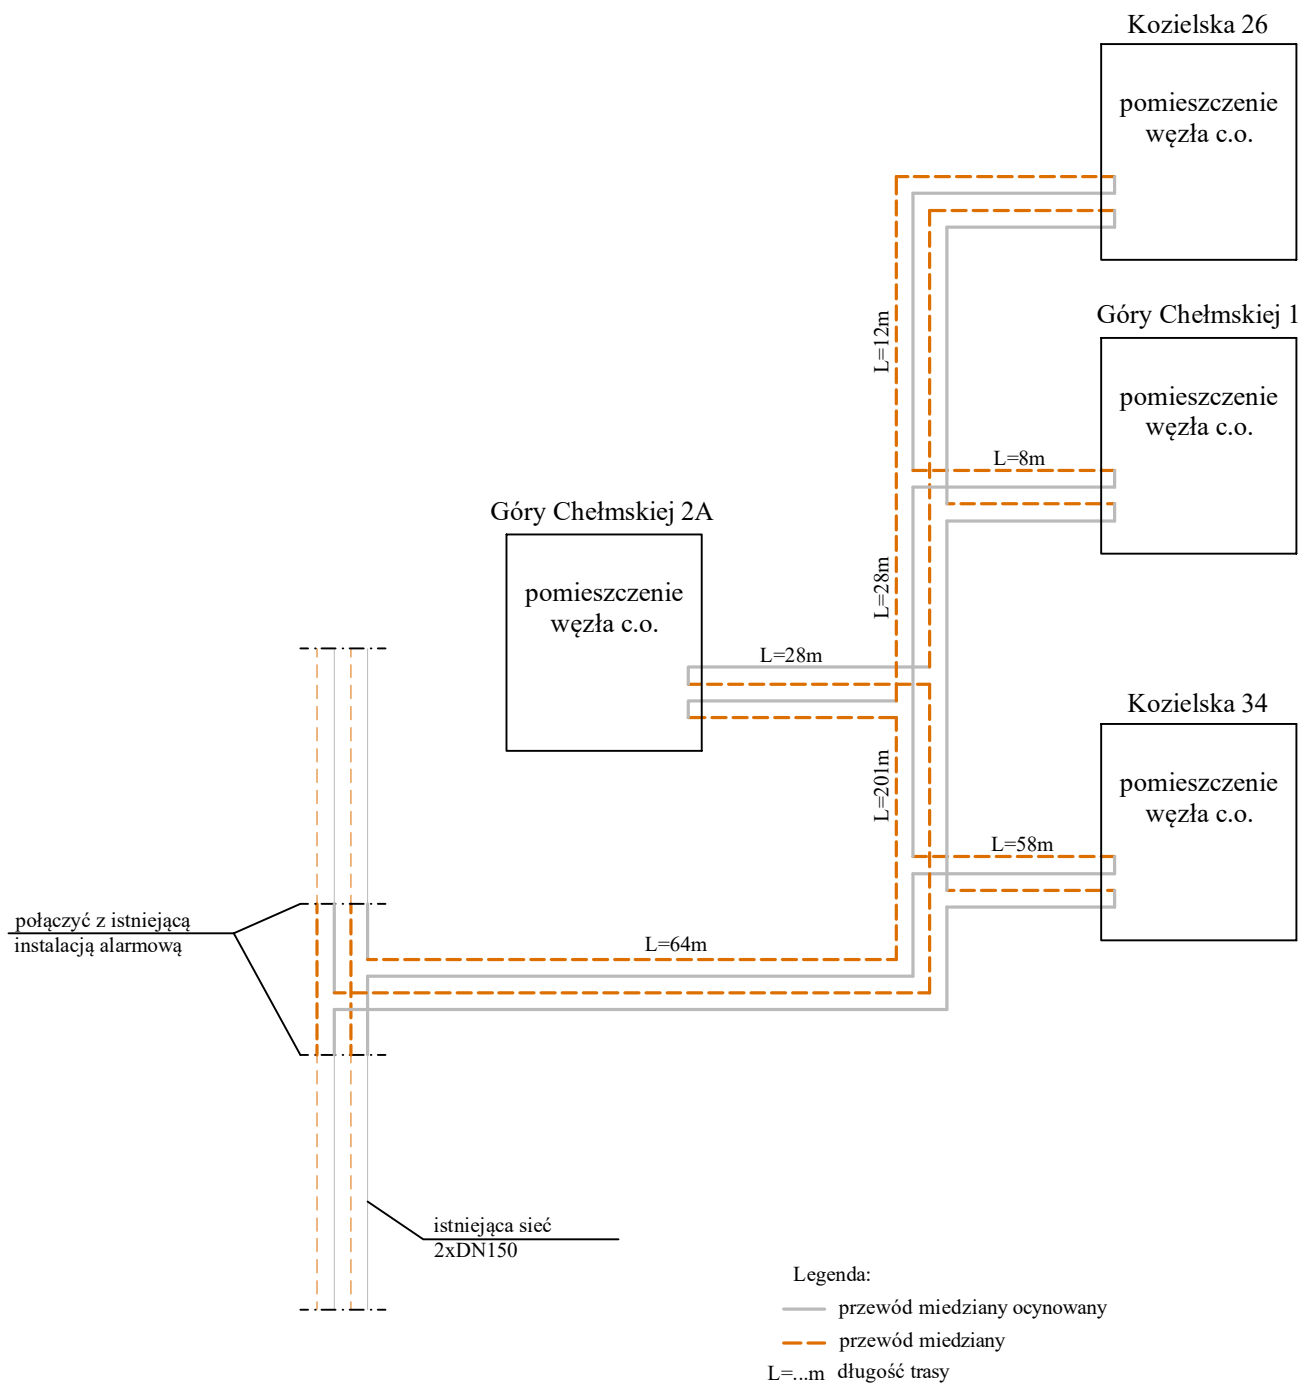 Kozielska 26
pomieszczenie
węzła c.o.
L=12m
Góry Chełmskiej 1
pomieszczenie
węzła c.o.
L=8m
Góry Chełmskiej 2A
pomieszczenie
węzła c.o.
L=28m
L=28m
L=201m
Kozielska 34
pomieszczenie
węzła c.o.
L=58m
połączyć z istniejącą
instalacją alarmową
L=64m
istniejąca sieć
2xDN150
Legenda:
przewód miedziany ocynowany
przewód miedziany
L=...m długość trasy